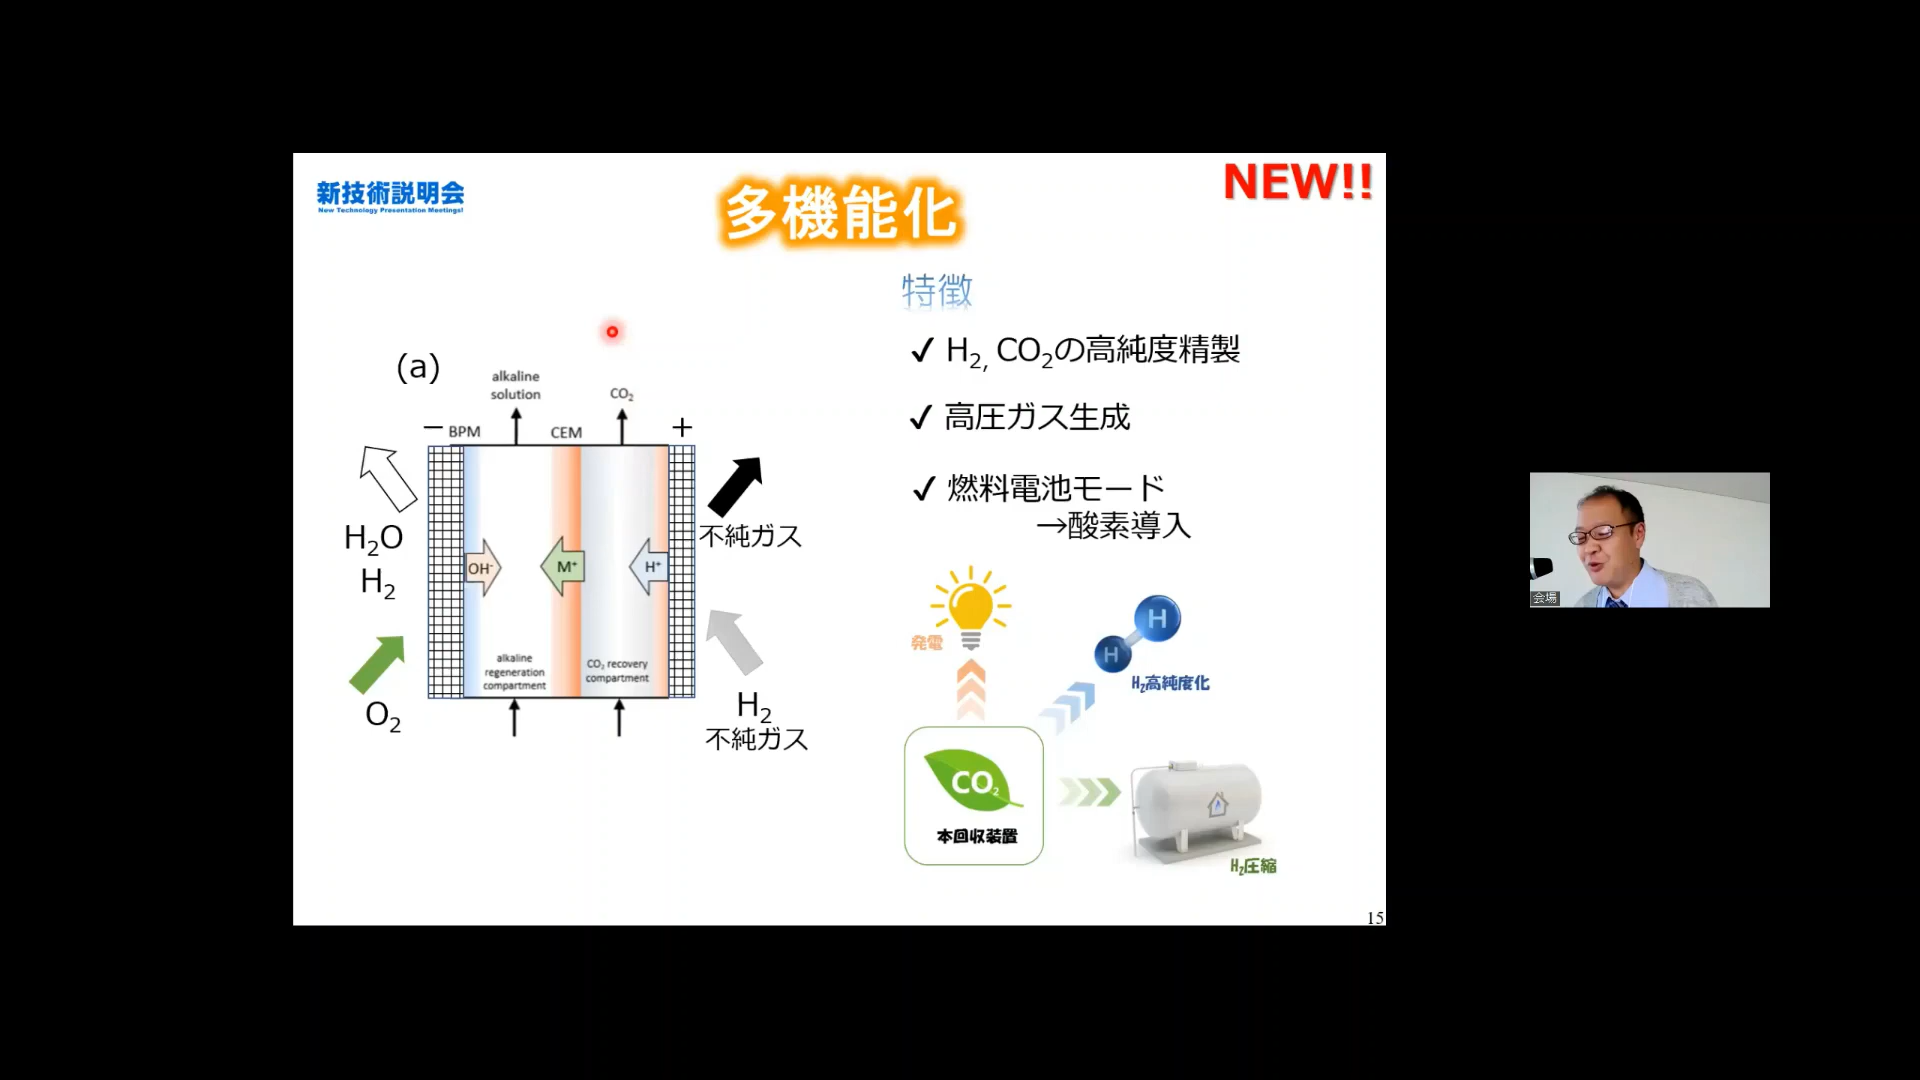 新技術説明会
New Technology Presentation Meetings!
多機能化
NEW!!
特徴
✓ H2, CO2の高純度精製
✓ 高圧ガス生成
✓ 燃料電池モード
→酸素導入
(a)
alkaline
solution
CO2
− BPM CEM +
H2O
H2
OH-
M+
H+
不純ガス
O2
alkaline
regeneration
compartment
CO2 recovery
compartment
H2
不純ガス
発電
H H
H2高純度化
CO2
本回収装置
H2圧縮
15
会場